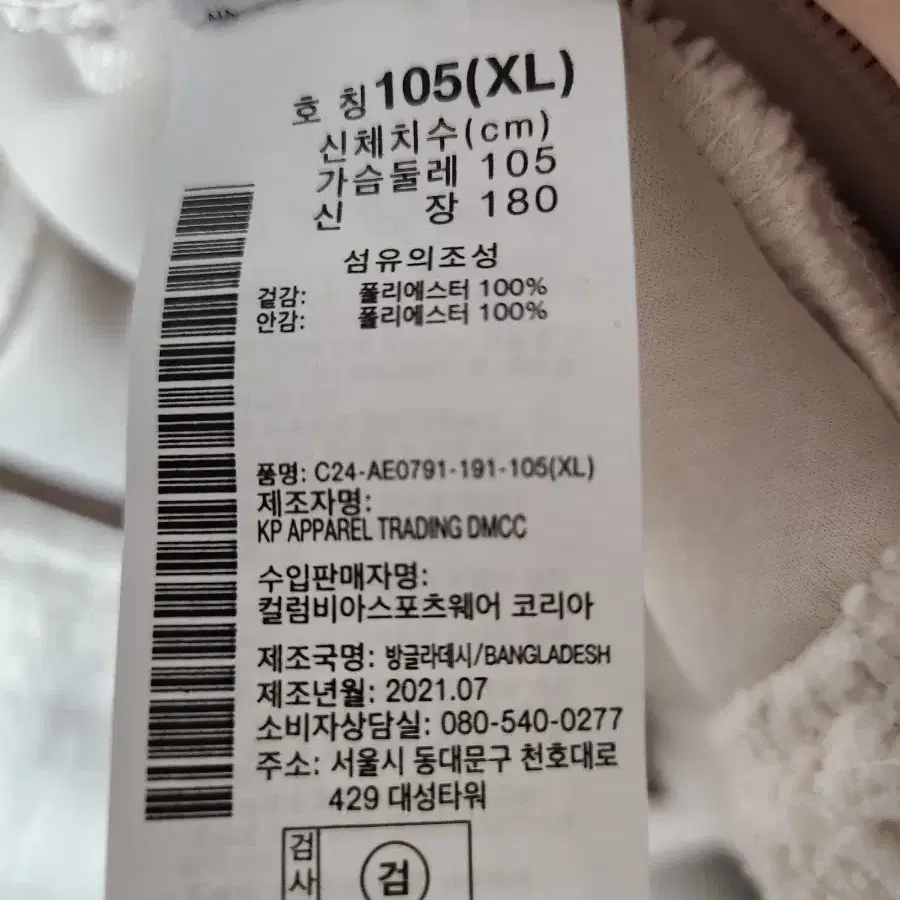 호 칭 105(XL)
신체치수(cm)
가슴둘레 105
신 장 180
섬유의조성
겉감: 폴리에스터 100%
안감: 폴리에스터 100%
품명: C24-AE0791-191-105(XL)
제조자명:
KP APPAREL TRADING DMCC
수입판매자명:
컬럼비아스포츠웨어 코리아
제조국명: 방글라데시/BANGLADESH
제조년월: 2021.07
소비자상담실: 080-540-0277
주소: 서울시 동대문구 천호대로
429 대성타워
검사
검